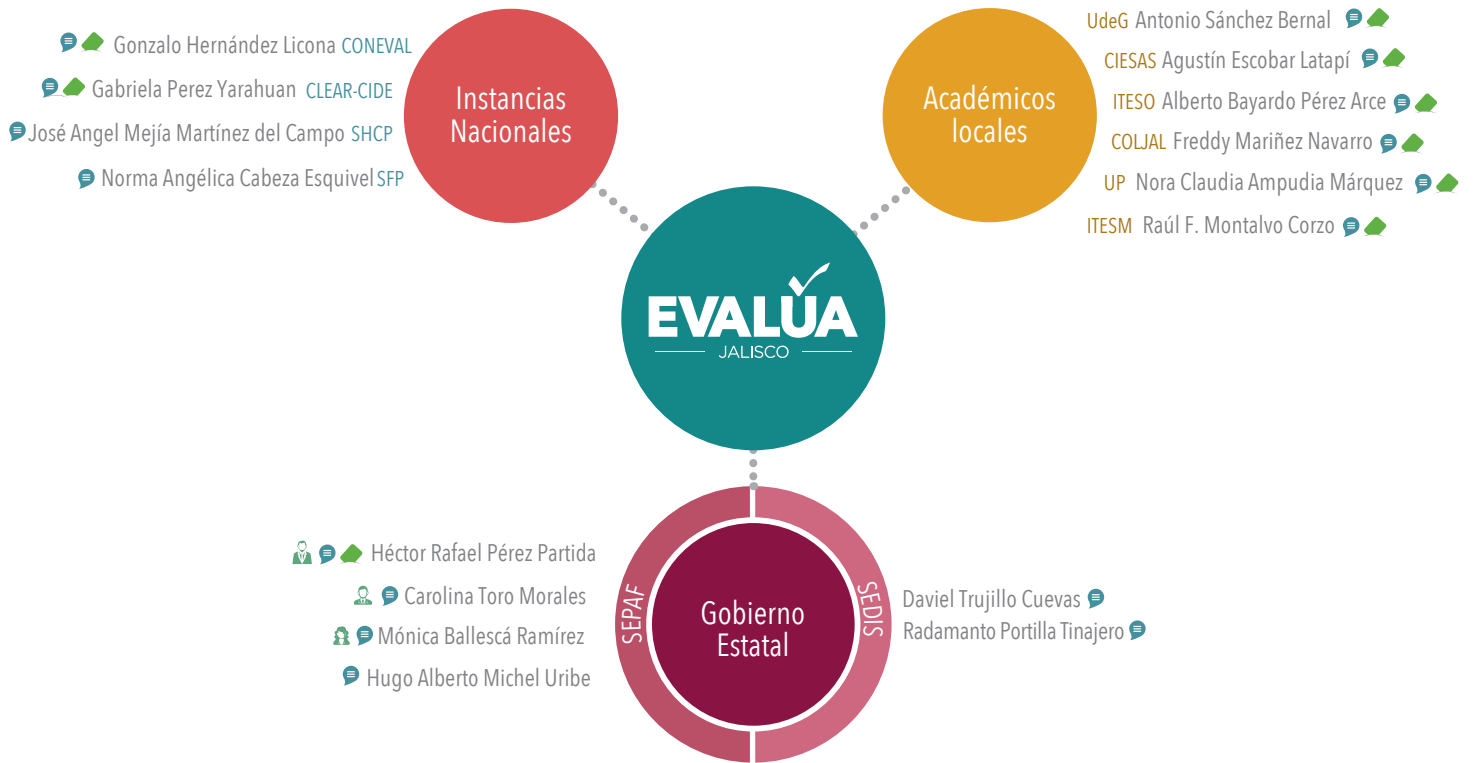 Gonzalo Hernández Licona CONEVAL
Gabriela Perez Yarahuan CLEAR-CIDE
José Angel Mejía Martínez del Campo SHCP
Norma Angélica Cabeza Esquivel SFP
Instancias
Nacionales
Académicos
locales
UdeG Antonio Sánchez Bernal
CIESAS Agustín Escobar Latapí
ITESO Alberto Bayardo Pérez Arce
COLJAL Freddy Mariñez Navarro
UP Nora Claudia Ampudia Márquez
ITESM Raúl F. Montalvo Corzo
EVALÚA
JALISCO
Héctor Rafael Pérez Partida
Carolina Toro Morales
Mónica Ballescá Ramírez
Hugo Alberto Michel Uribe
SEPAF
Gobierno
Estatal
SEDIS
Daviel Trujillo Cuevas
Radamanto Portilla Tinajero